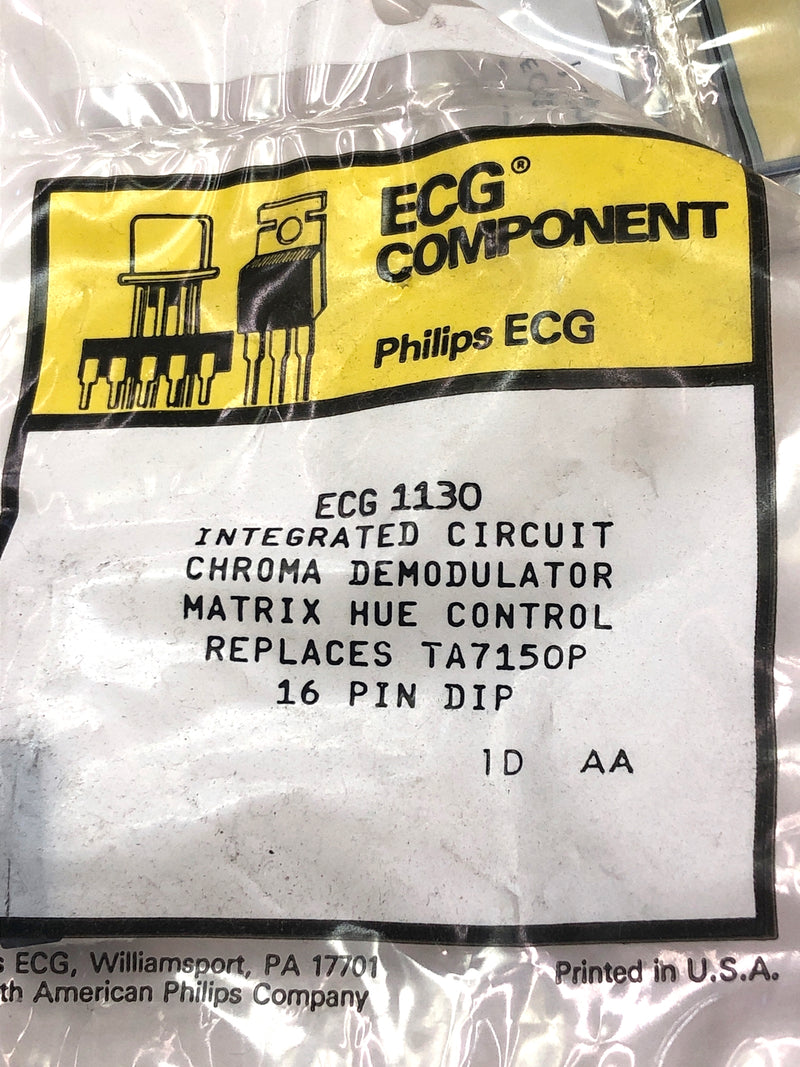 ECG®
COMPONENT
Philips ECG
ECG 1130
INTEGRATED CIRCUIT
CHROMA DEMODULATOR
MATRIX HUE CONTROL
REPLACES TA7150P
16 PIN DIP
1D AA
s ECG, Williamsport, PA 17701
th American Philips Company
Printed in U.S.A.